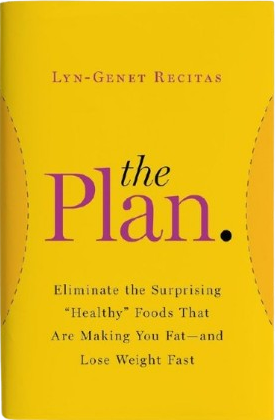 LYN-GENET RECITAS
the
Plan.
Eliminate the Surprising
“Healthy” Foods That
Are Making You Fat—and
Lose Weight Fast